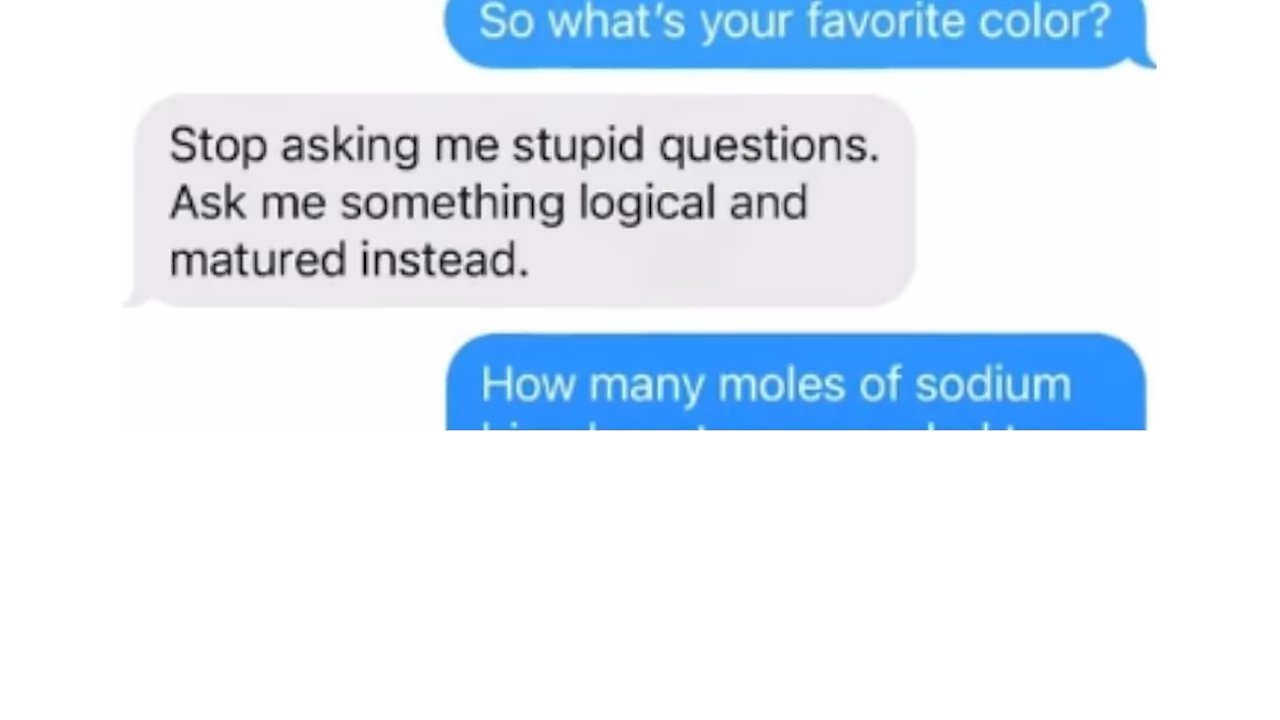 So what's your favorite color?
Stop asking me stupid questions.
Ask me something logical and
matured instead.
How many moles of sodium